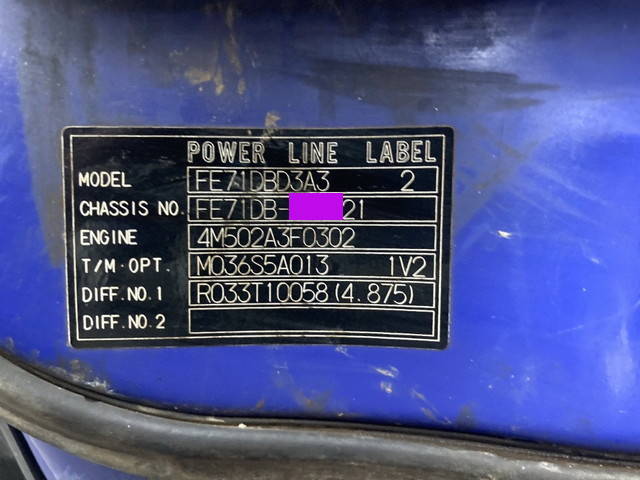 POWER LINE LABEL
MODEL FE71DBD3A3 2
CHASSIS NO. FE71DB- 21
ENGINE 4M502A3F0302
T/M·OPT. M036S5A013 1V2
DIFF.NO.1 R033T10058(4.875)
DIFF.NO.2